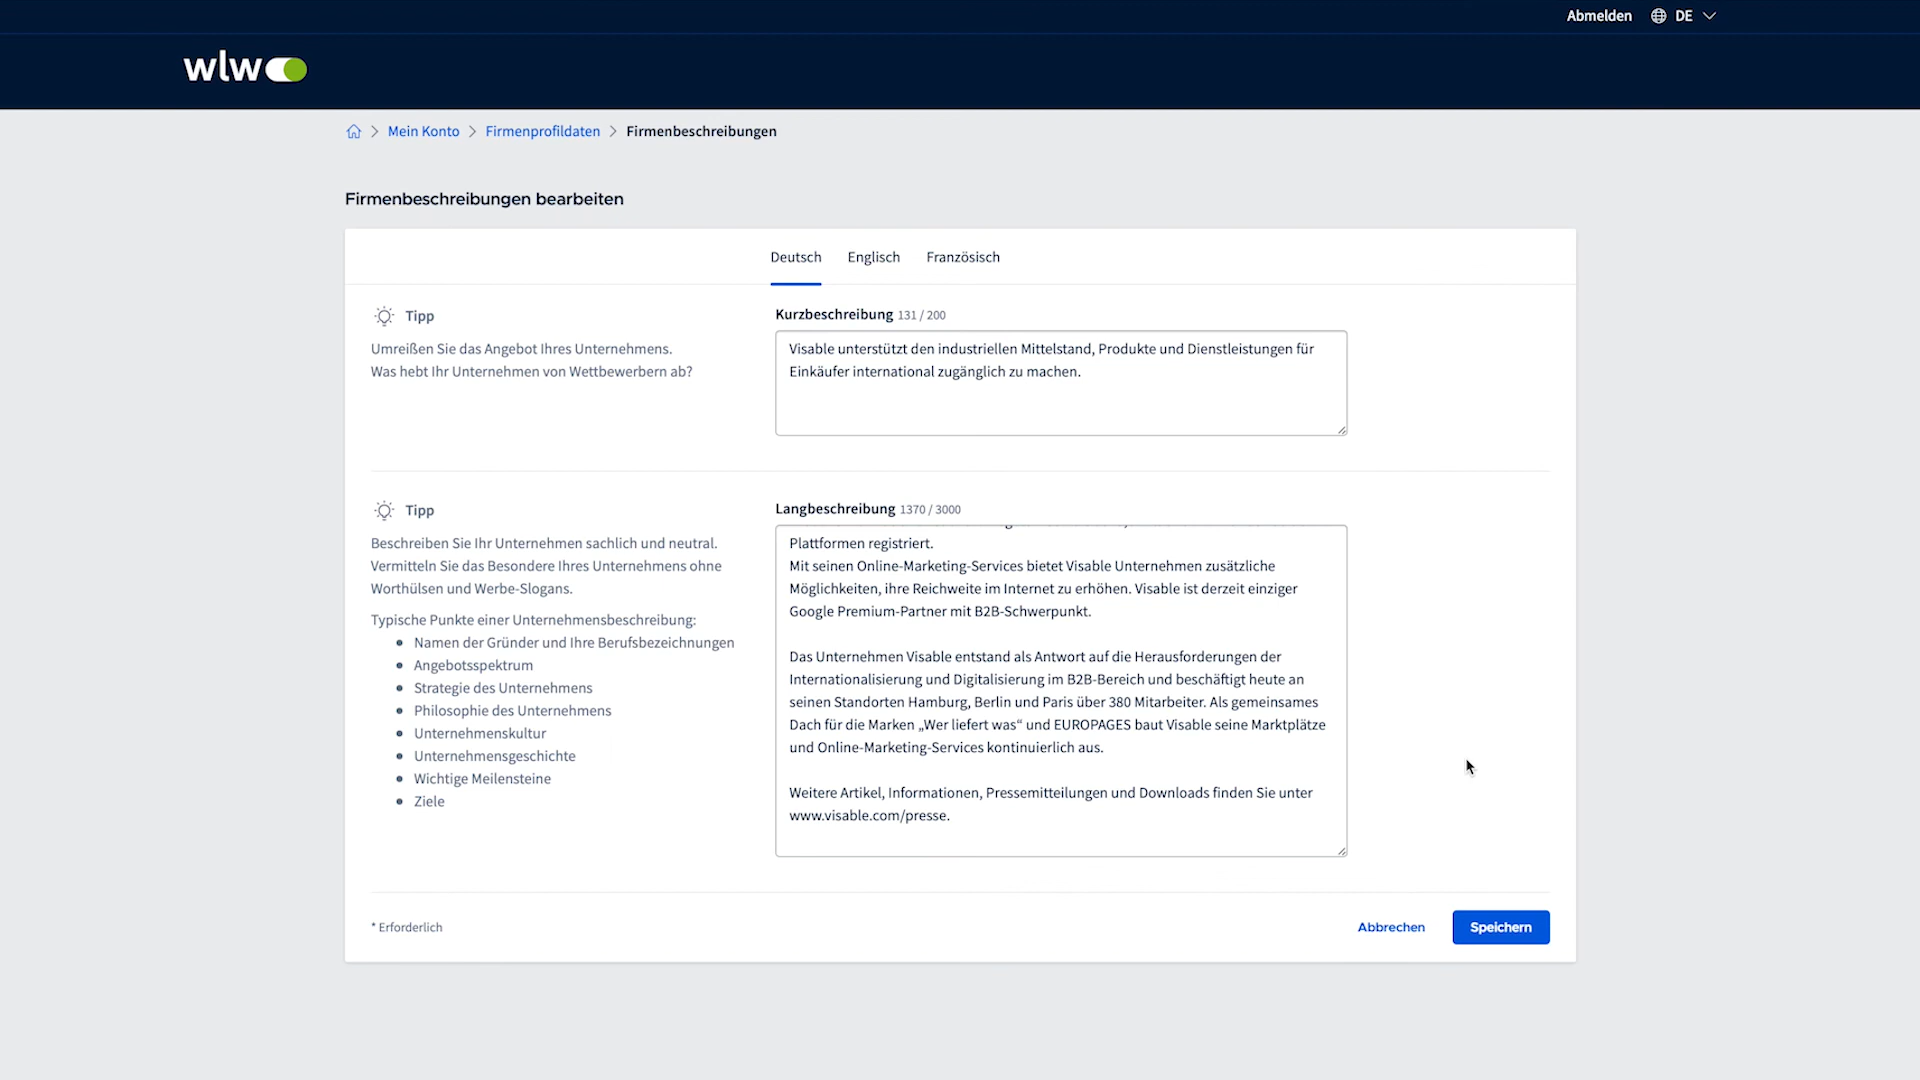 Abmelden DE
wlw
Mein Konto > Firmenprofildaten > Firmenbeschreibungen
Firmenbeschreibungen bearbeiten
Deutsch Englisch Französisch
Tipp
Umreißen Sie das Angebot Ihres Unternehmens.
Was hebt Ihr Unternehmen von Wettbewerbern ab?
Kurzbeschreibung 131 / 200
Visable unterstützt den industriellen Mittelstand, Produkte und Dienstleistungen für
Einkäufer international zugänglich zu machen.
Tipp
Beschreiben Sie Ihr Unternehmen sachlich und neutral.
Vermitteln Sie das Besondere Ihres Unternehmens ohne
Worthülsen und Werbe-Slogans.
Typische Punkte einer Unternehmensbeschreibung:
Namen der Gründer und Ihre Berufsbezeichnungen
Angebotsspektrum
Strategie des Unternehmens
Philosophie des Unternehmens
Unternehmenskultur
Unternehmensgeschichte
Wichtige Meilensteine
Ziele
Langbeschreibung 1370 / 3000
Plattformen registriert.
Mit seinen Online-Marketing-Services bietet Visable Unternehmen zusätzliche
Möglichkeiten, ihre Reichweite im Internet zu erhöhen. Visable ist derzeit einziger
Google Premium-Partner mit B2B-Schwerpunkt.
Das Unternehmen Visable entstand als Antwort auf die Herausforderungen der
Internationalisierung und Digitalisierung im B2B-Bereich und beschäftigt heute an
seinen Standorten Hamburg, Berlin und Paris über 380 Mitarbeiter. Als gemeinsames
Dach für die Marken „Wer liefert was“ und EUROPAGES baut Visable seine Marktplätze
und Online-Marketing-Services kontinuierlich aus.
Weitere Artikel, Informationen, Pressemitteilungen und Downloads finden Sie unter
www.visable.com/presse.
* Erforderlich
Abbrechen Speichern